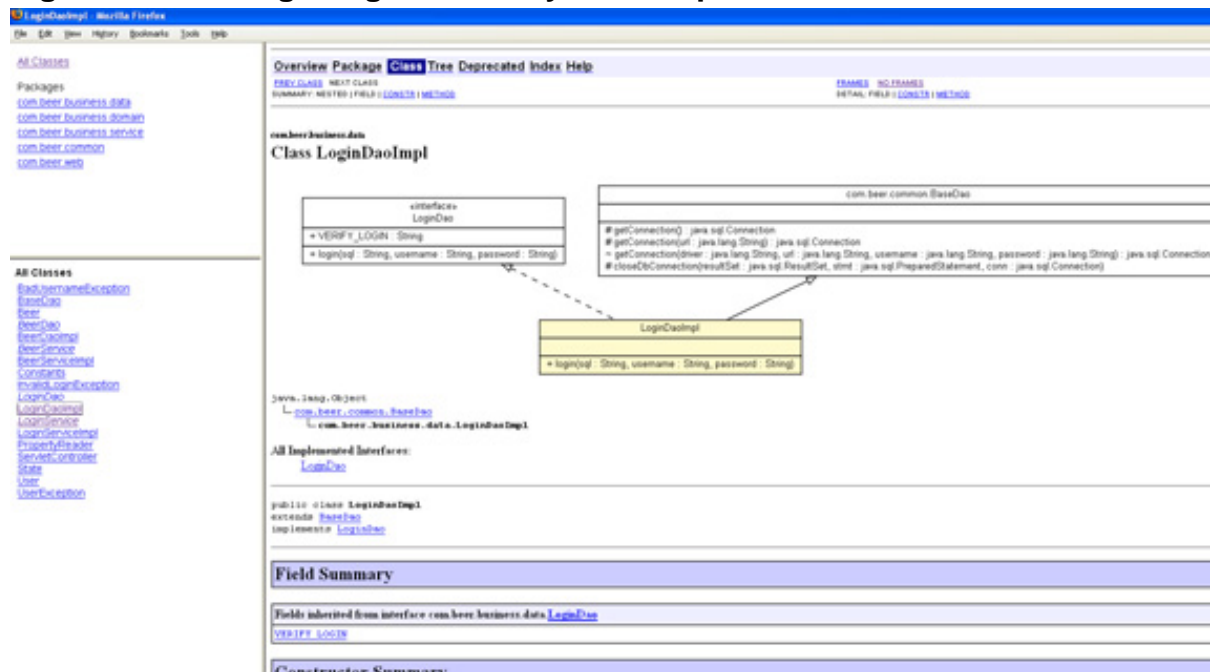 LoginDaoImpl - Mozilla Firefox
File Edit View History Bookmarks Tools Help
All Classes
Packages
com.beer.business.data
com.beer.business.domain
com.beer.business.service
com.beer.common
com.beer.web
All Classes
BadUsernameException
BaseDao
Beer
BeerDao
BeerDaoImpl
BeerService
BeerServiceImpl
Constants
InvalidLoginException
LoginDao
LoginDaoImpl
LoginService
LoginServiceImpl
PropertyReader
ServletController
State
User
UserException
Overview Package Class Tree Deprecated Index Help
PREV CLASS NEXT CLASS
FRAMES NO FRAMES
SUMMARY: NESTED | FIELD | CONSTR | METHOD
DETAIL: FIELD | CONSTR | METHOD
com.beer.business.data
Class LoginDaoImpl
«interface»
LoginDao
+ VERIFY_LOGIN : String
+ login(sql : String, username : String, password : String)
com.beer.common.BaseDao
# getConnection() : java.sql.Connection
# getConnection(url : java.lang.String) : java.sql.Connection
~ getConnection(driver : java.lang.String, url : java.lang.String, username : java.lang.String, password : java.lang.String) : java.sql.Connection
# closeDbConnection(resultSet : java.sql.ResultSet, stmt : java.sql.PreparedStatement, conn : java.sql.Connection)
LoginDaoImpl
+ login(sql : String, username : String, password : String)
java.lang.Object
com.beer.common.BaseDao
com.beer.business.data.LoginDaoImpl
All Implemented Interfaces:
LoginDao
public class LoginDaoImpl
extends BaseDao
implements LoginDao
Field Summary
Fields inherited from interface com.beer.business.data.LoginDao
VERIFY_LOGIN
Constructor Summary